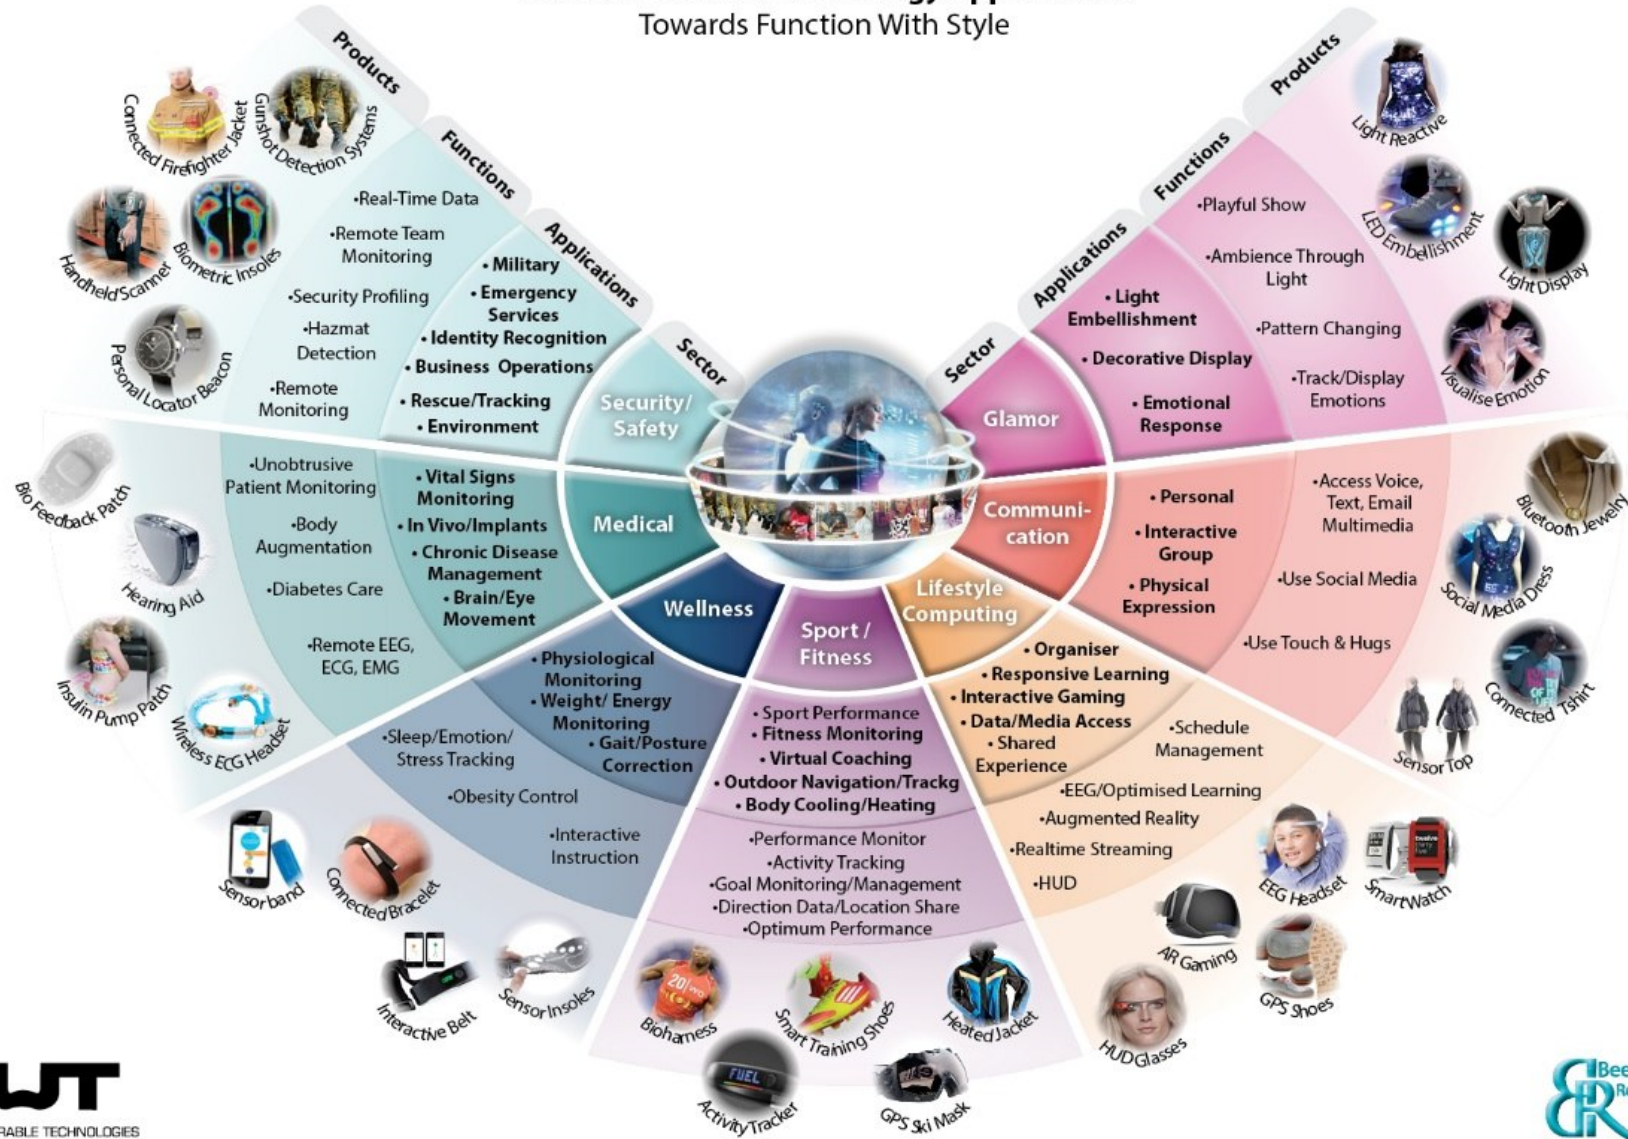 Towards Function With Style
Products
Functions
Applications
Sector
Connected Firefighter Jacket
Gunshot Detection Systems
Handheld Scanner
Biometric Insoles
Personal Locator Beacon
•Real-Time Data
•Remote Team
Monitoring
•Security Profiling
•Hazmat
Detection
•Remote
Monitoring
• Military
• Emergency
Services
• Identity Recognition
• Business Operations
• Rescue/Tracking
• Environment
Security/
Safety
Bio Feedback Patch
Hearing Aid
Insulin Pump Patch
Wireless ECG Headset
•Unobtrusive
Patient Monitoring
•Body
Augmentation
•Diabetes Care
•Remote EEG,
ECG, EMG
• Vital Signs
Monitoring
• In Vivo/Implants
• Chronic Disease
Management
• Brain/Eye
Movement
Medical
Wellness
• Physiological
Monitoring
• Weight/ Energy
Monitoring
• Gait/Posture
Correction
•Sleep/Emotion/
Stress Tracking
•Obesity Control
•Interactive
Instruction
Sensor band
Connected Bracelet
Interactive Belt
Sensor Insoles
Sport /
Fitness
• Sport Performance
• Fitness Monitoring
• Virtual Coaching
• Outdoor Navigation/Trackg
• Body Cooling/Heating
•Performance Monitor
•Activity Tracking
•Goal Monitoring/Management
•Direction Data/Location Share
•Optimum Performance
Bioharness
Smart Training Shoes
Heated Jacket
FUEL
Activity Tracker
GPS Ski Mask
Lifestyle
Computing
• Organiser
• Responsive Learning
• Interactive Gaming
• Data/Media Access
• Shared
Experience
•Schedule
Management
•EEG/Optimised Learning
•Augmented Reality
•Realtime Streaming
•HUD
EEG Headset
SmartWatch
AR Gaming
GPS Shoes
HUD Glasses
Communi-
cation
• Personal
• Interactive
Group
• Physical
Expression
•Access Voice,
Text, Email
Multimedia
•Use Social Media
•Use Touch & Hugs
Bluetooth Jewelry
Social Media Dress
Connected Tshirt
Sensor Top
Products
Functions
Applications
Sector
Glamor
• Light
Embellishment
• Decorative Display
• Emotional
Response
•Playful Show
•Ambience Through
Light
•Pattern Changing
•Track/Display
Emotions
Light Reactive
LED Embellishment
Light Display
Visualise Emotion
WT
RABLE TECHNOLOGIES
Bee